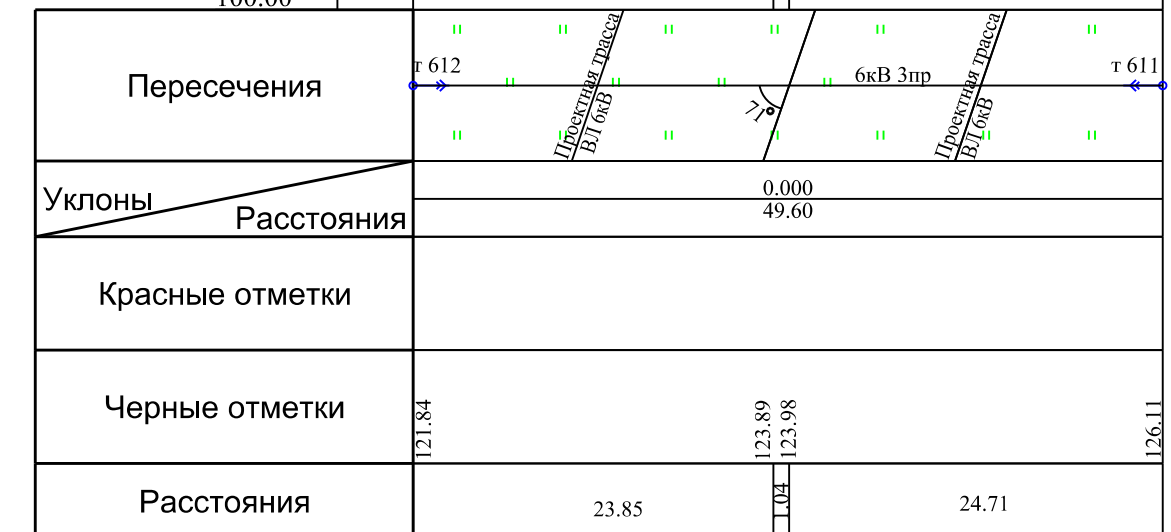 100.00
Пересечения
т 612
Проектная трасса
ВЛ 6кВ
71°
6кВ 3пр
Проектная трасса
ВЛ 6кВ
т 611
Уклоны
Расстояния
0.000
49.60
Красные отметки
Черные отметки
121.84
123.89
123.98
126.11
Расстояния
23.85
1.04
24.71